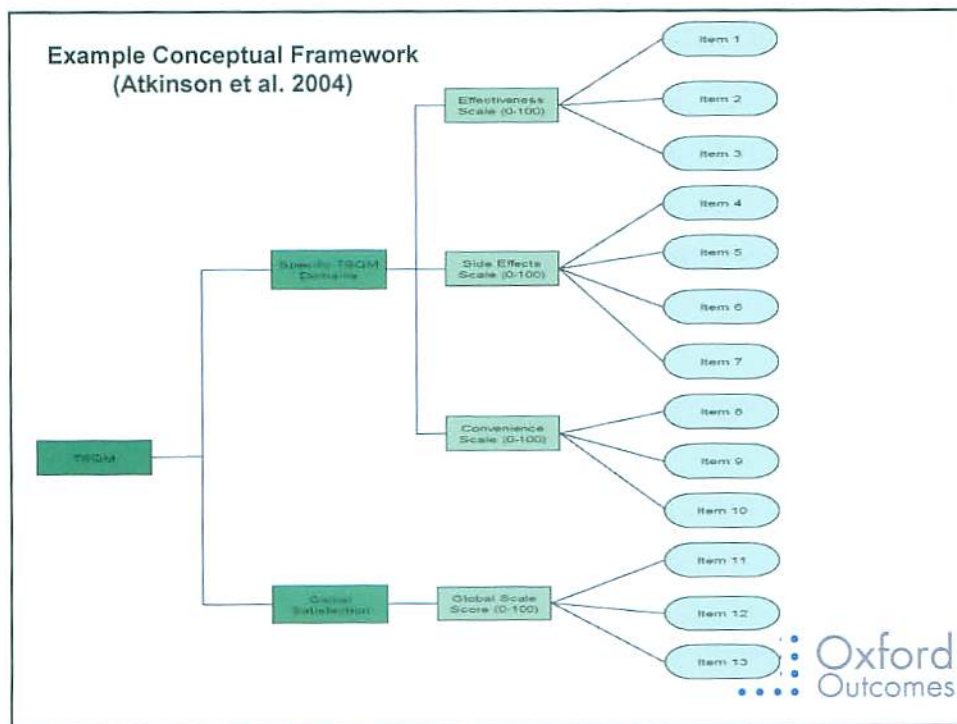 Example Conceptual Framework
(Atkinson et al. 2004)
Item 1
Effectiveness
Scale (0-100)
Item 2
Item 3
Item 4
Specific TSQM
Domains
Side Effects
Scale (0-100)
Item 5
Item 6
Item 7
Convenience
Scale (0-100)
Item 8
Item 9
Item 10
TSQM
Global
Satisfaction
Global Scale
Score (0-100)
Item 11
Item 12
Item 13
Oxford
Outcomes